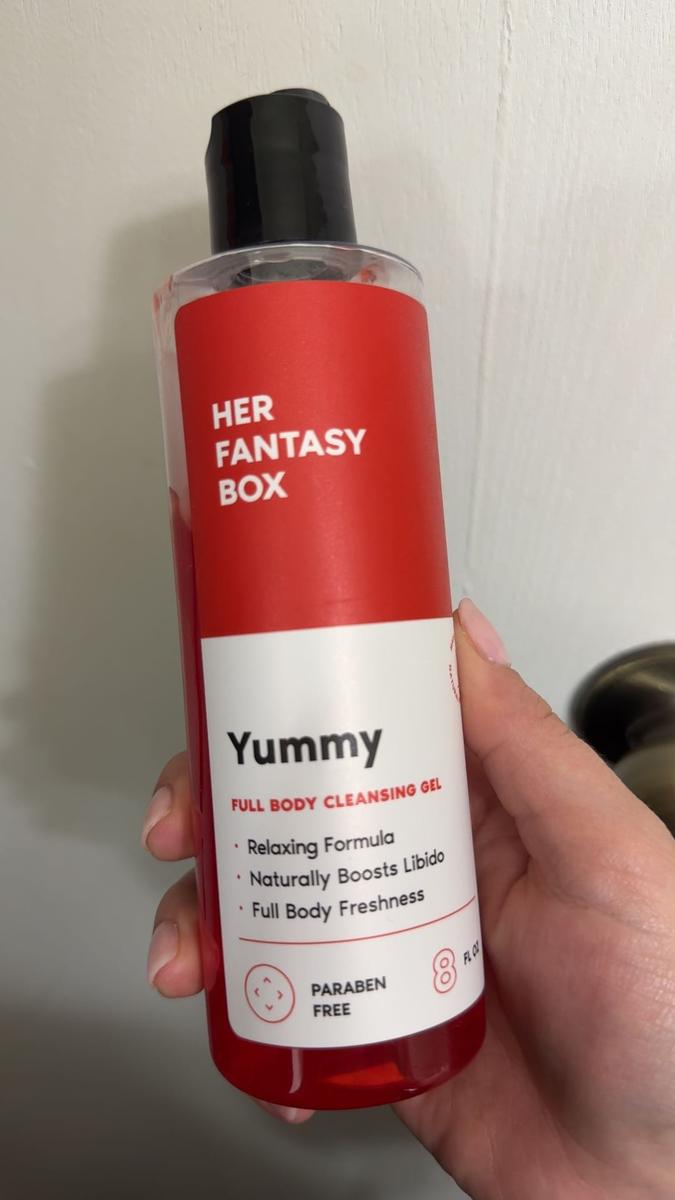 HER
FANTASY
BOX
Yummy
FULL BODY CLEANSING GEL
· Relaxing Formula
· Naturally Boosts Libido
· Full Body Freshness
PARABEN
FREE
8 FL OZ